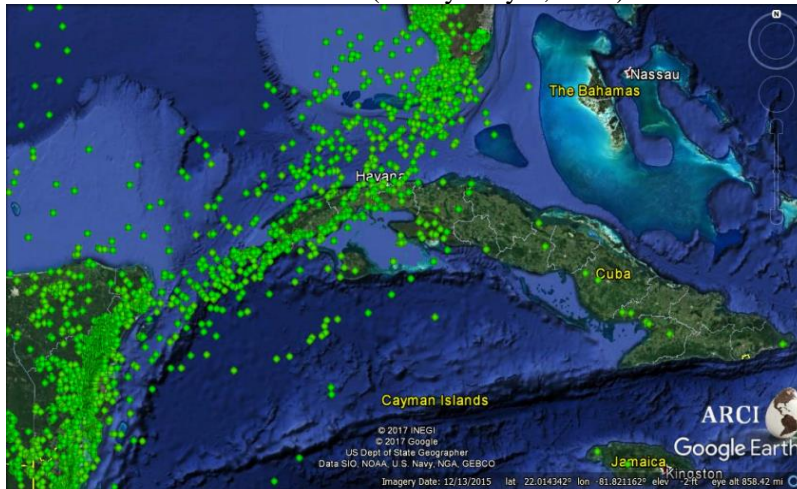 N
Nassau
The Bahamas
Havana
Cuba
Cayman Islands
© 2017 INEGI
© 2017 Google
US Dept of State Geographer
Data SIO, NOAA, U.S. Navy, NGA, GEBCO
ARCI
Google Earth
Jamaica
Kingston
Imagery Date: 12/13/2015 lat 22.014342° lon -81.821162° elev -2 ft eye alt 858.42 mi